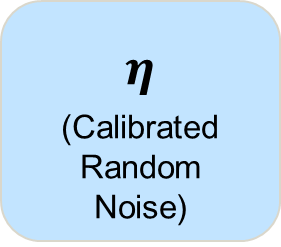 η
(Calibrated
Random
Noise)